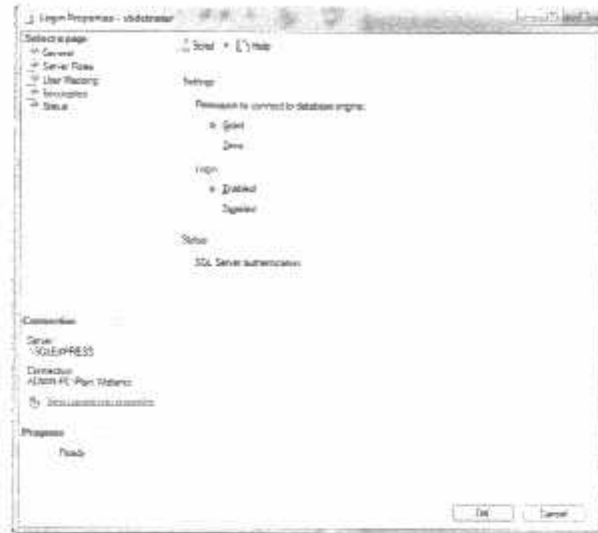 Login Properties -
Select a page
General
Server Roles
User Mapping
Securables
Status
Script Help
Settings
Permission to connect to database engine:
Grant
Deny
Login
Enabled
Disabled
Status
SQL Server authentication
Connection
Server:
.\SQLEXPRESS
Connection:
View connection properties
Progress
Ready
OK Cancel